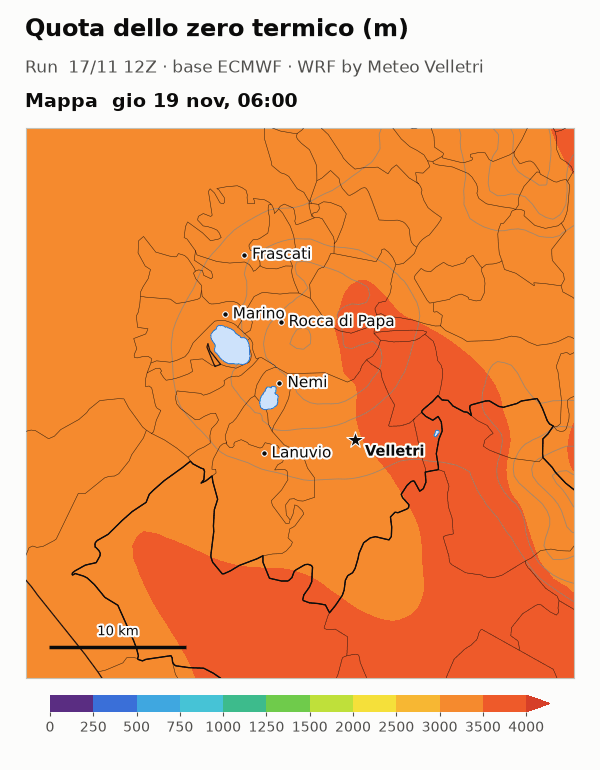 Quota dello zero termico (m)
Run 17/11 12Z · base ECMWF · WRF by Meteo Velletri
Mappa gio 19 nov, 06:00
Frascati
Marino
Rocca di Papa
Nemi
Velletri
Lanuvio
10 km
0 250 500 750 1000 1250 1500 2000 2500 3000 3500 4000